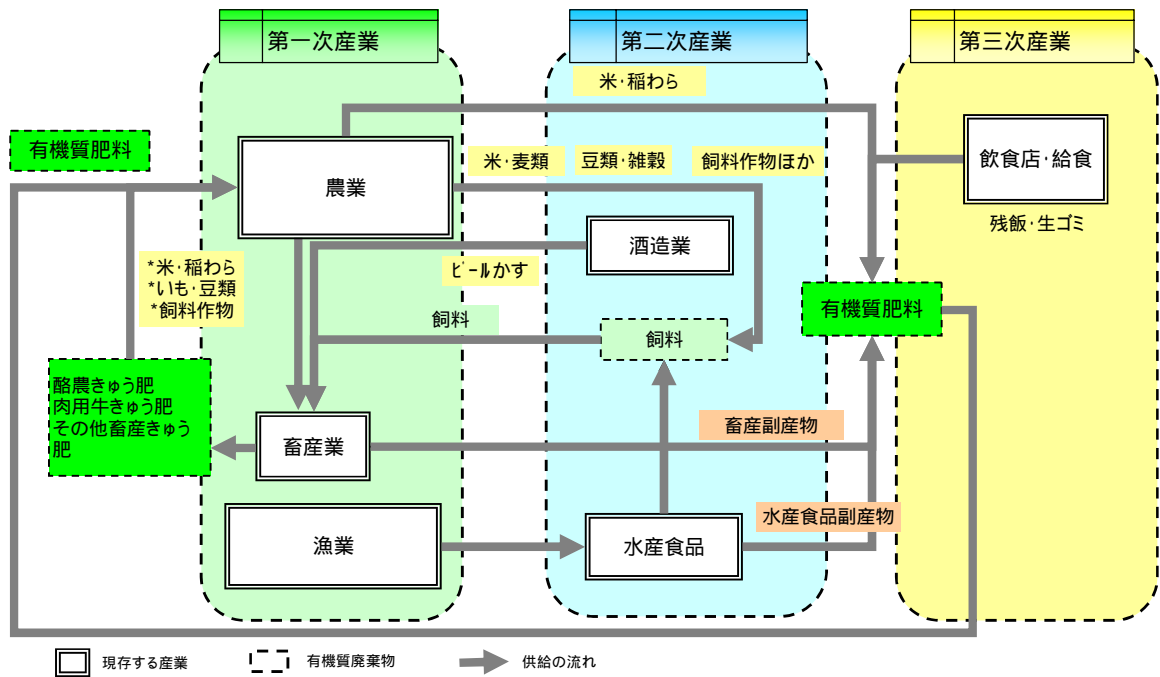 第一次産業
第二次産業
第三次産業
米・稲わら
有機質肥料
農業
米・麦類
豆類・雑穀
飼料作物ほか
飲食店・給食
残飯・生ゴミ
酒造業
*米・稲わら
*いも・豆類
*飼料作物
ビールかす
有機質肥料
飼料
飼料
酪農きゅう肥
肉用牛きゅう肥
その他畜産きゅう
肥
畜産業
畜産副産物
水産食品副産物
漁業
水産食品
現存する産業
有機質廃棄物
供給の流れ